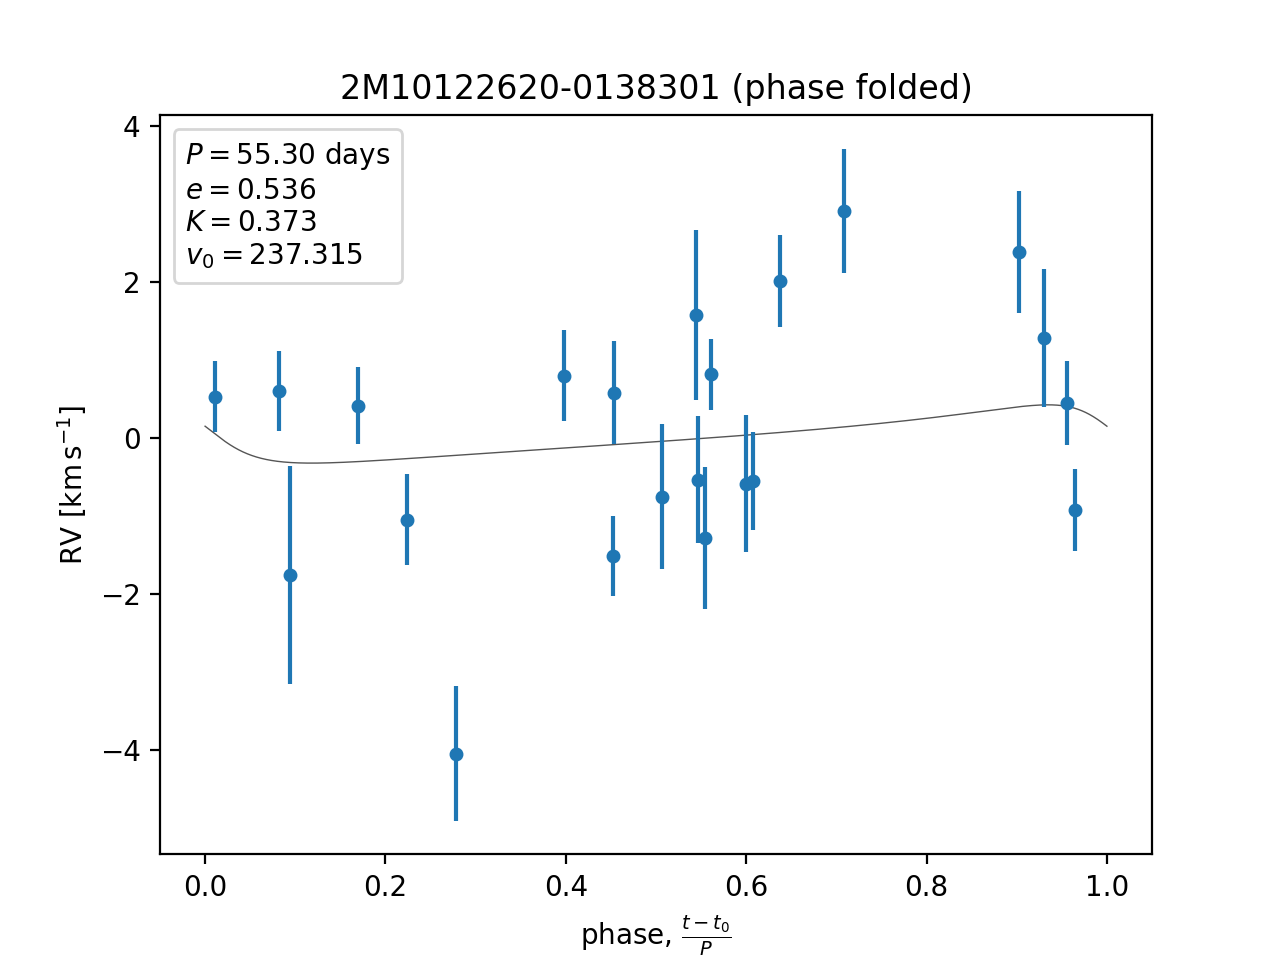 2M10122620-0138301 (phase folded)
P = 55.30 days
e = 0.536
K = 0.373
v₀ = 237.315
4
2
0
−2
−4
RV [km s⁻¹]
0.0 0.2 0.4 0.6 0.8 1.0
phase, (t − t₀)/P